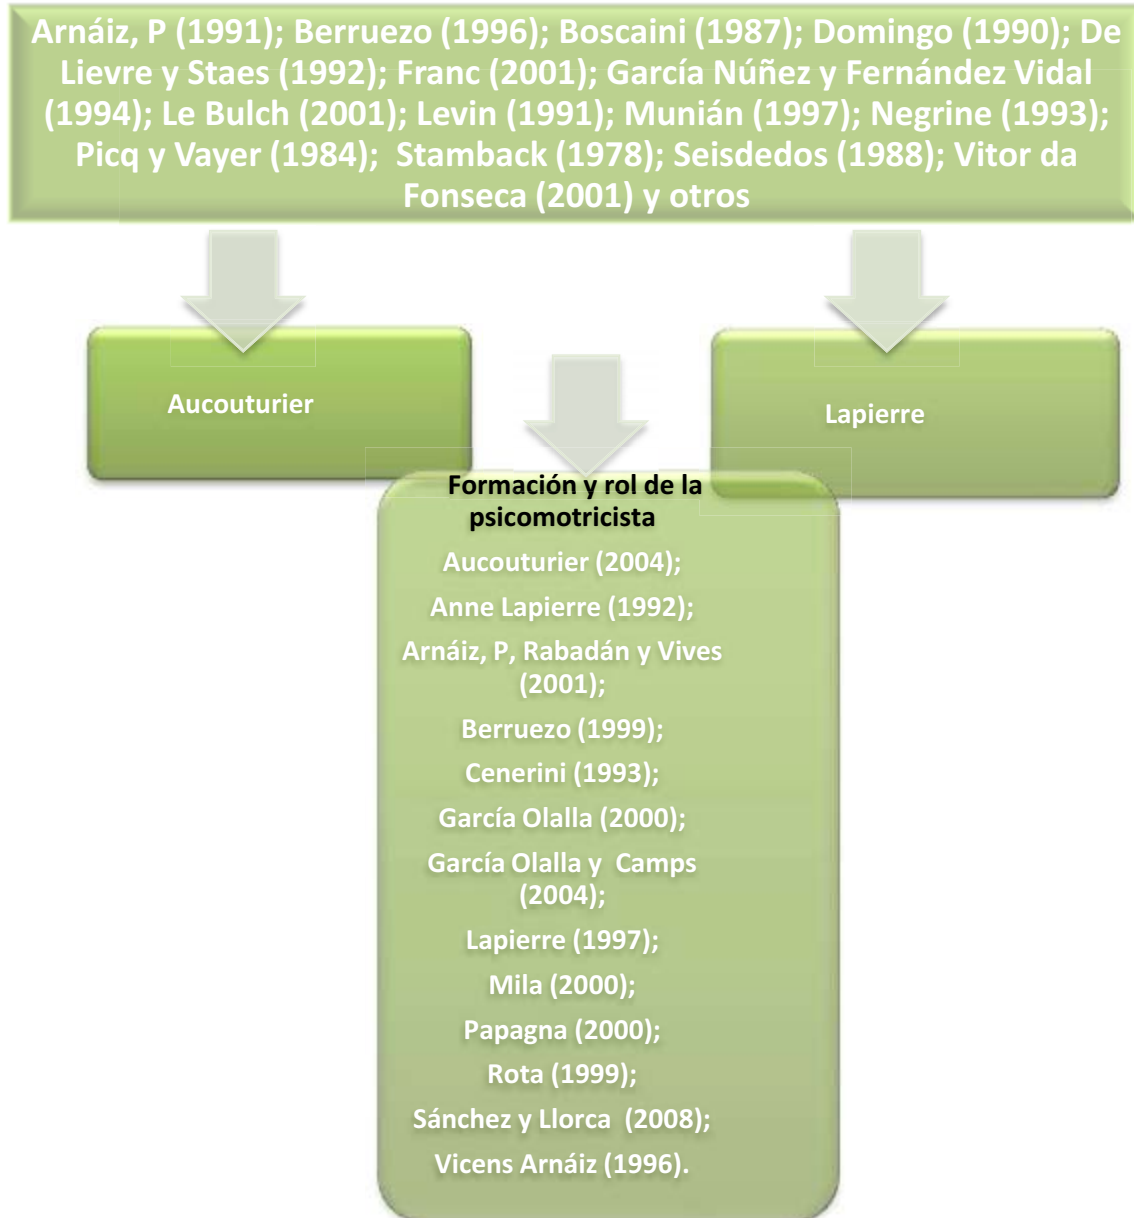 Arnáiz, P (1991); Berruezo (1996); Boscaini (1987); Domingo (1990); De
Lievre y Staes (1992); Franc (2001); García Núñez y Fernández Vidal
(1994); Le Bulch (2001); Levin (1991); Munián (1997); Negrine (1993);
Picq y Vayer (1984); Stamback (1978); Seisdedos (1988); Vitor da
Fonseca (2001) y otros
Aucouturier
Lapierre
Formación y rol de la
psicomotricista
Aucouturier (2004);
Anne Lapierre (1992);
Arnáiz, P, Rabadán y Vives
(2001);
Berruezo (1999);
Cenerini (1993);
García Olalla (2000);
García Olalla y Camps
(2004);
Lapierre (1997);
Mila (2000);
Papagna (2000);
Rota (1999);
Sánchez y Llorca (2008);
Vicens Arnáiz (1996).